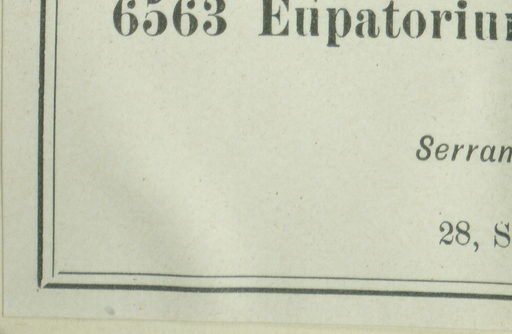 6563 Eupatoriu
Serran
28, S